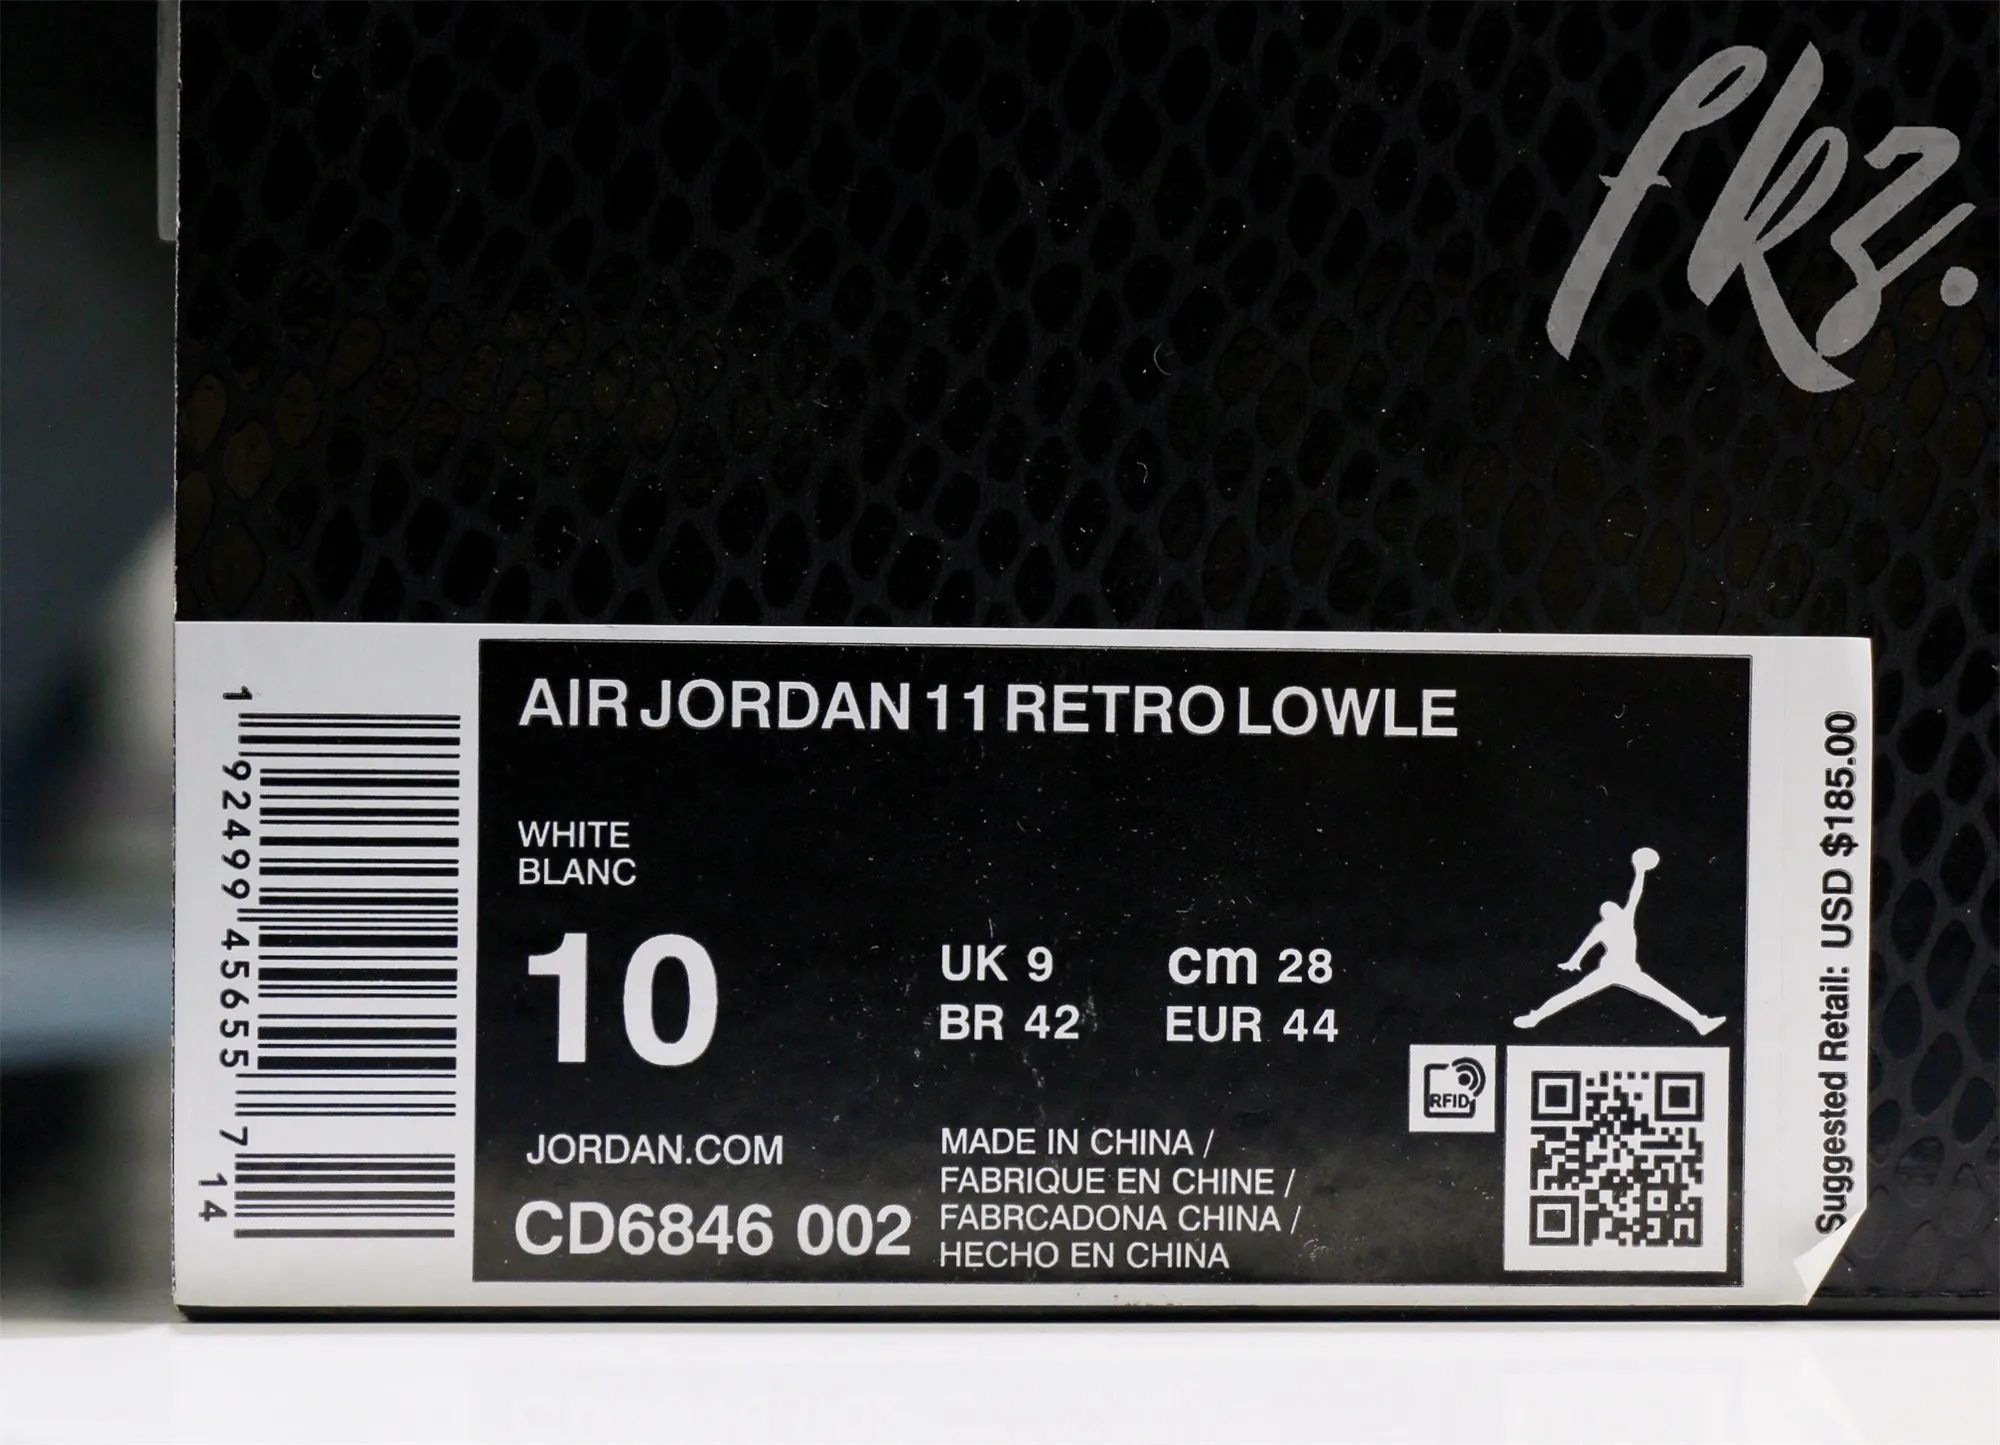 fkz.
AIR JORDAN 11 RETRO LOWLE
WHITE
BLANC
10
UK 9
cm 28
BR 42
EUR 44
RFID
JORDAN.COM
CD6846 002
MADE IN CHINA /
FABRIQUE EN CHINE /
FABRCADONA CHINA /
HECHO EN CHINA
1 92499 45655 7 14
Suggested Retail: USD $185.00